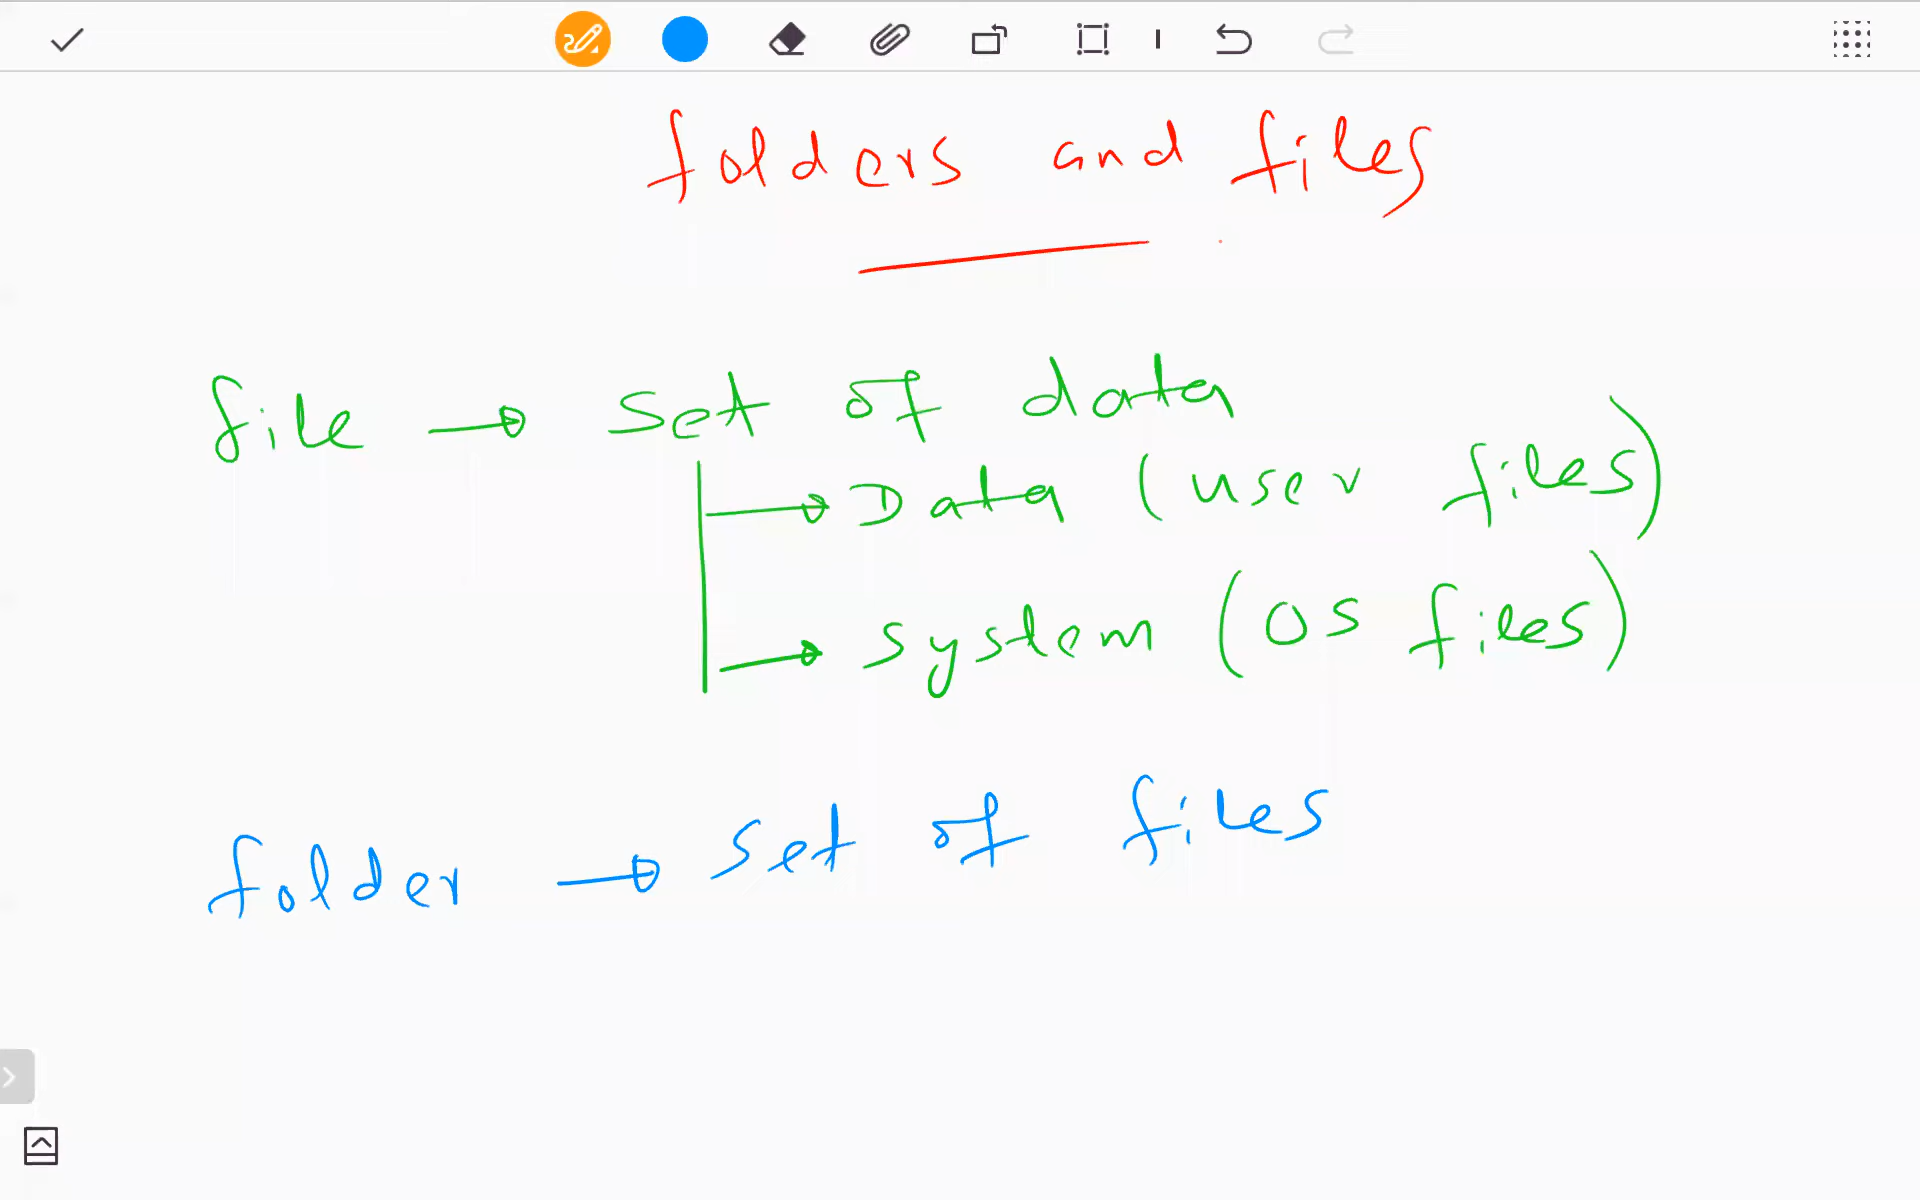 folders and files
file → set of data
→ Data (user files)
→ system (OS files)
folder → set of files